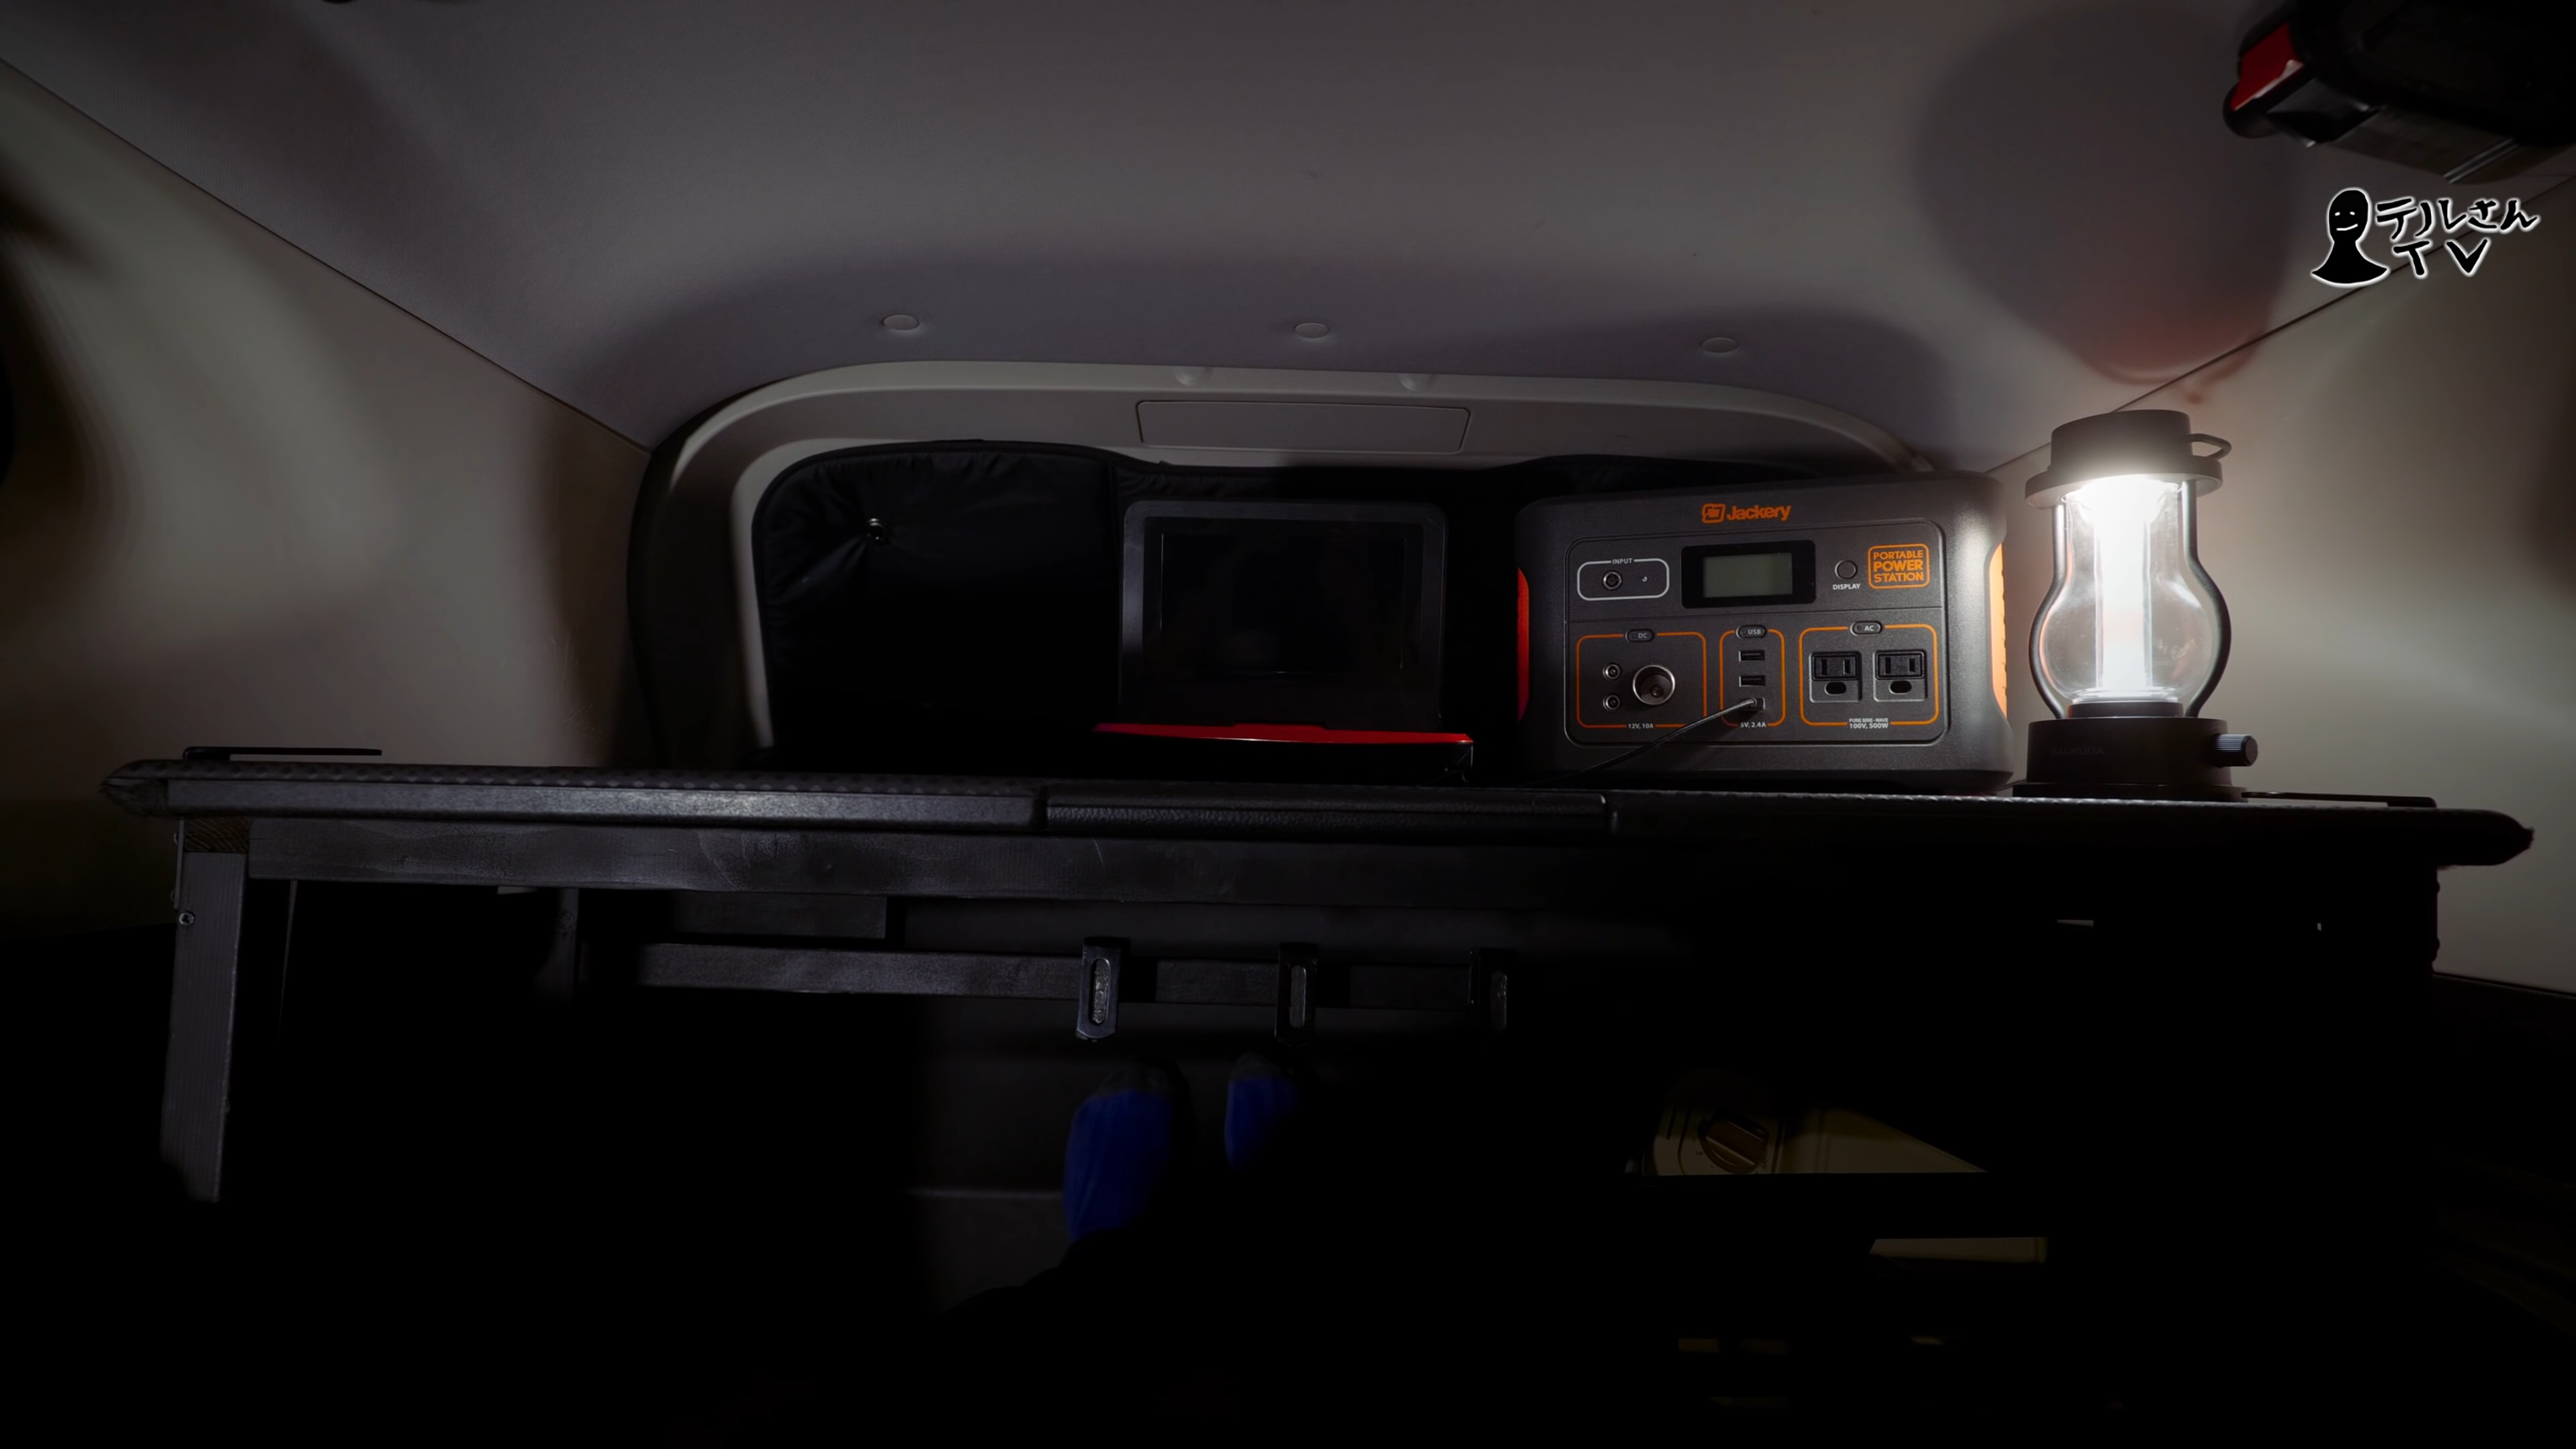 テルさん
TV
Jackery
INPUT
DISPLAY
PORTABLE
POWER
STATION
DC
USB
AC
12V, 10A
5V, 2.4A
PURE SINE-WAVE
100V, 500W
BALMUDA